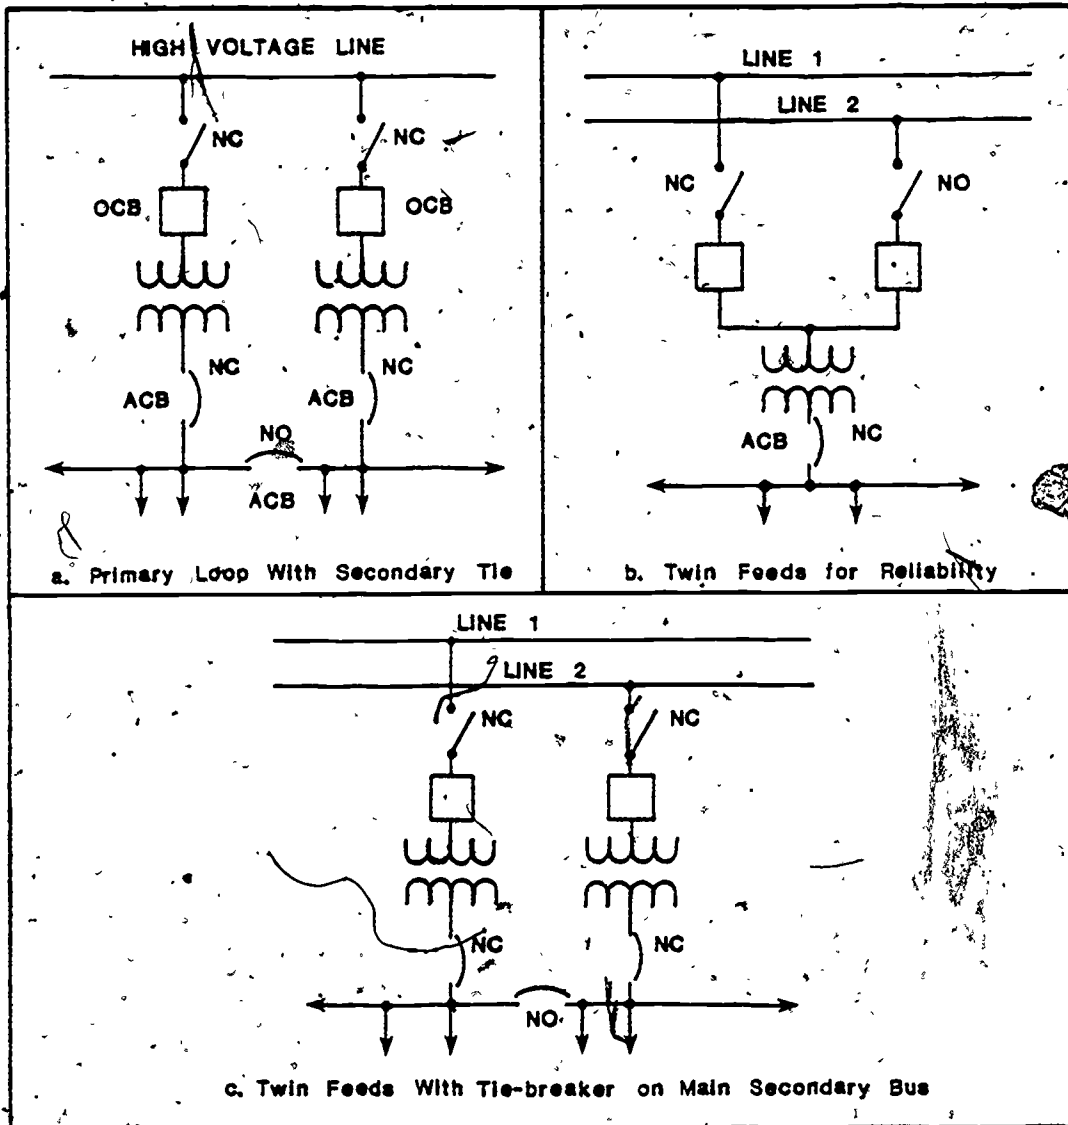 HIGH VOLTAGE LINE
NC
NC
OCB
OCB
NC
NC
ACB
ACB
NO
ACB
a. Primary Loop With Secondary Tie
LINE 1
LINE 2
NC
NO
ACB
NC
b. Twin Feeds for Reliability
LINE 1
LINE 2
NC
NC
NC
NC
NO
c. Twin Feeds With Tie-breaker on Main Secondary Bus